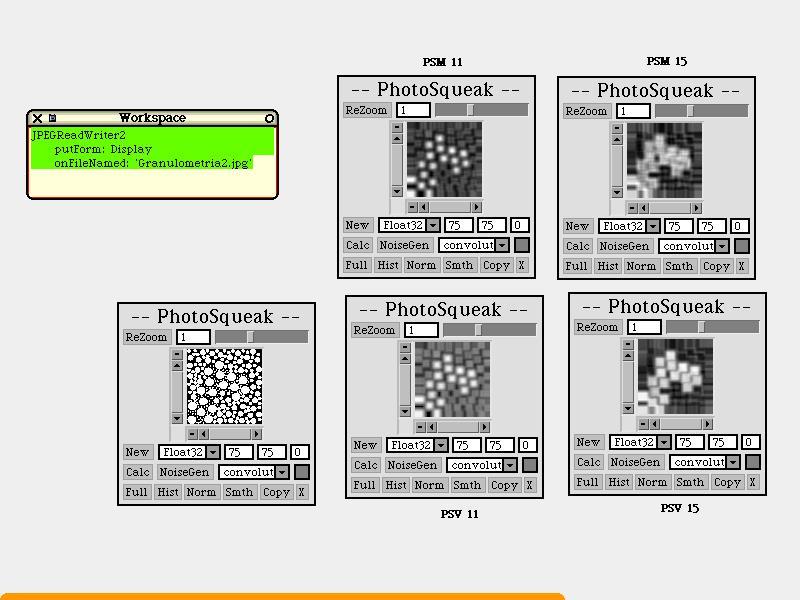 PSM 11
PSM 15
Workspace
JPEGReadWriter2
putForm: Display
onFileNamed: 'Granulometria2.jpg'
-- PhotoSqueak --
ReZoom 1
New Float32 75 75 0
Calc NoiseGen convolut
Full Hist Norm Smth Copy X
-- PhotoSqueak --
ReZoom 1
New Float32 75 75 0
Calc NoiseGen convolut
Full Hist Norm Smth Copy X
-- PhotoSqueak --
ReZoom 1
New Float32 75 75 0
Calc NoiseGen convolut
Full Hist Norm Smth Copy X
-- PhotoSqueak --
ReZoom 1
New Float32 75 75 0
Calc NoiseGen convolut
Full Hist Norm Smth Copy X
PSV 11
-- PhotoSqueak --
ReZoom 1
New Float32 75 75 0
Calc NoiseGen convolut
Full Hist Norm Smth Copy X
PSV 15